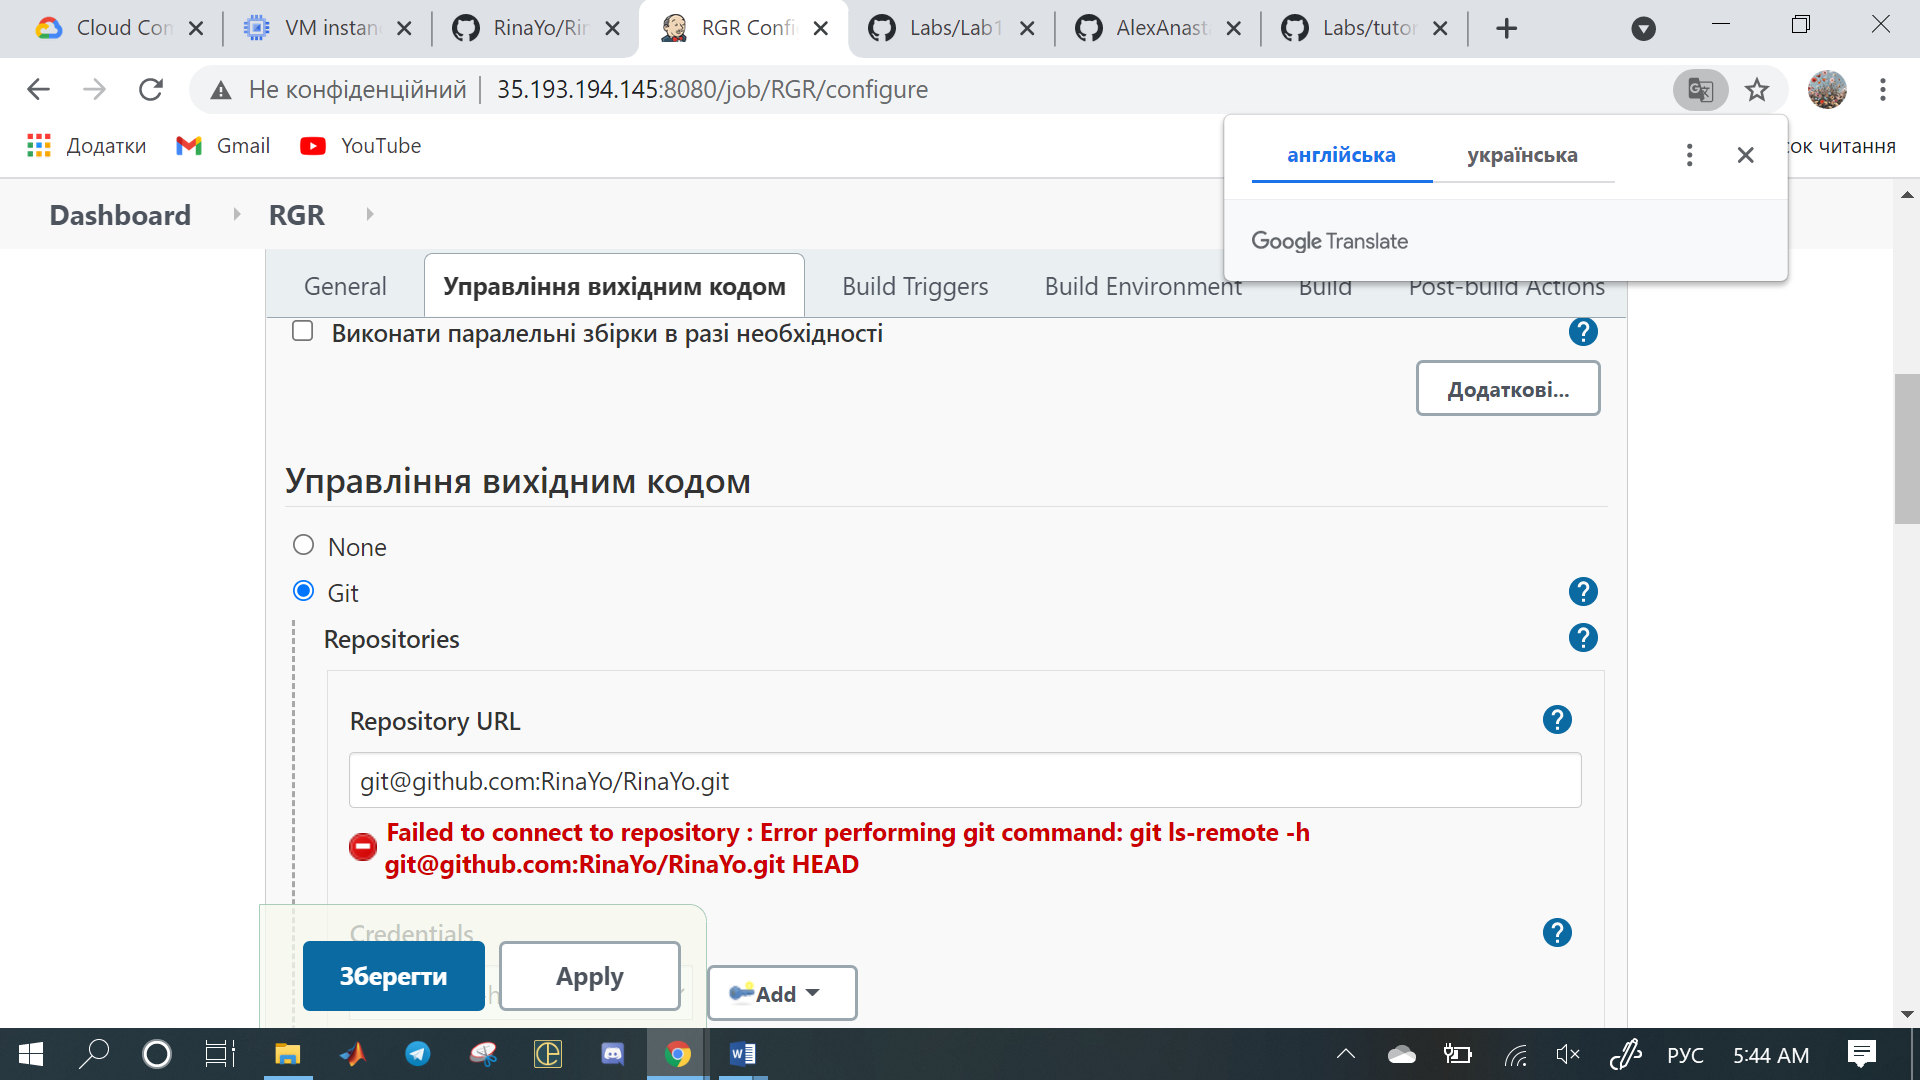 Cloud Con
VM instan
RinaYo/Rin
RGR Confi
Labs/Lab1
AlexAnasta
Labs/tutor
Не конфіденційний
35.193.194.145:8080/job/RGR/configure
Додатки
Gmail
YouTube
ок читання
англійська
українська
Google Translate
Dashboard
RGR
General
Управління вихідним кодом
Build Triggers
Build Environment
Build
Post-build Actions
Виконати паралельні збірки в разі необхідності
Додаткові...
Управління вихідним кодом
None
Git
Repositories
Repository URL
git@github.com:RinaYo/RinaYo.git
Failed to connect to repository : Error performing git command: git ls-remote -h
git@github.com:RinaYo/RinaYo.git HEAD
Credentials
Зберегти
Apply
Add
РУС
5:44 AM